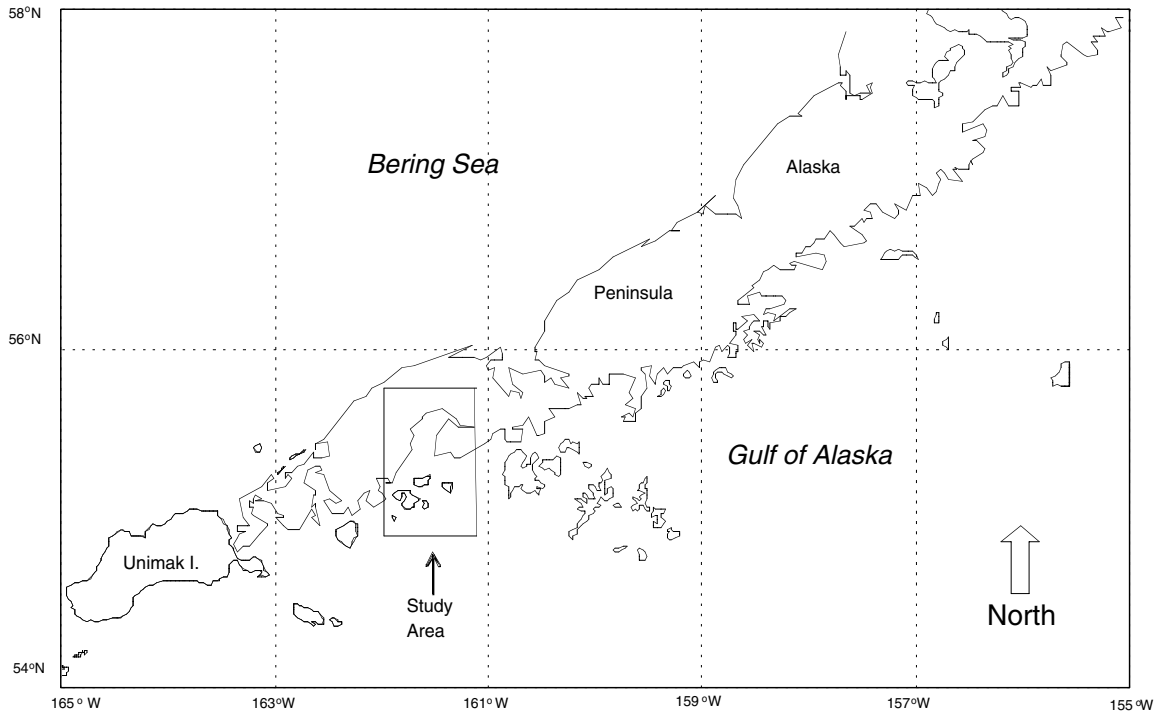 58°N
Bering Sea
Alaska
Peninsula
56°N
Gulf of Alaska
Unimak I.
Study
Area
North
54°N
165° W
163°W
161°W
159°W
157°W
155°W